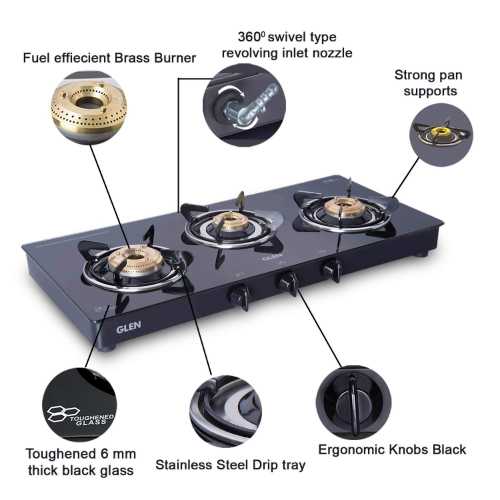 Fuel effiecient Brass Burner
360⁰ swivel type
revolving inlet nozzle
Strong pan
supports
GLEN
GLEN
TOUGHENED
GLASS
Toughened 6 mm
thick black glass
Stainless Steel Drip tray
Ergonomic Knobs Black